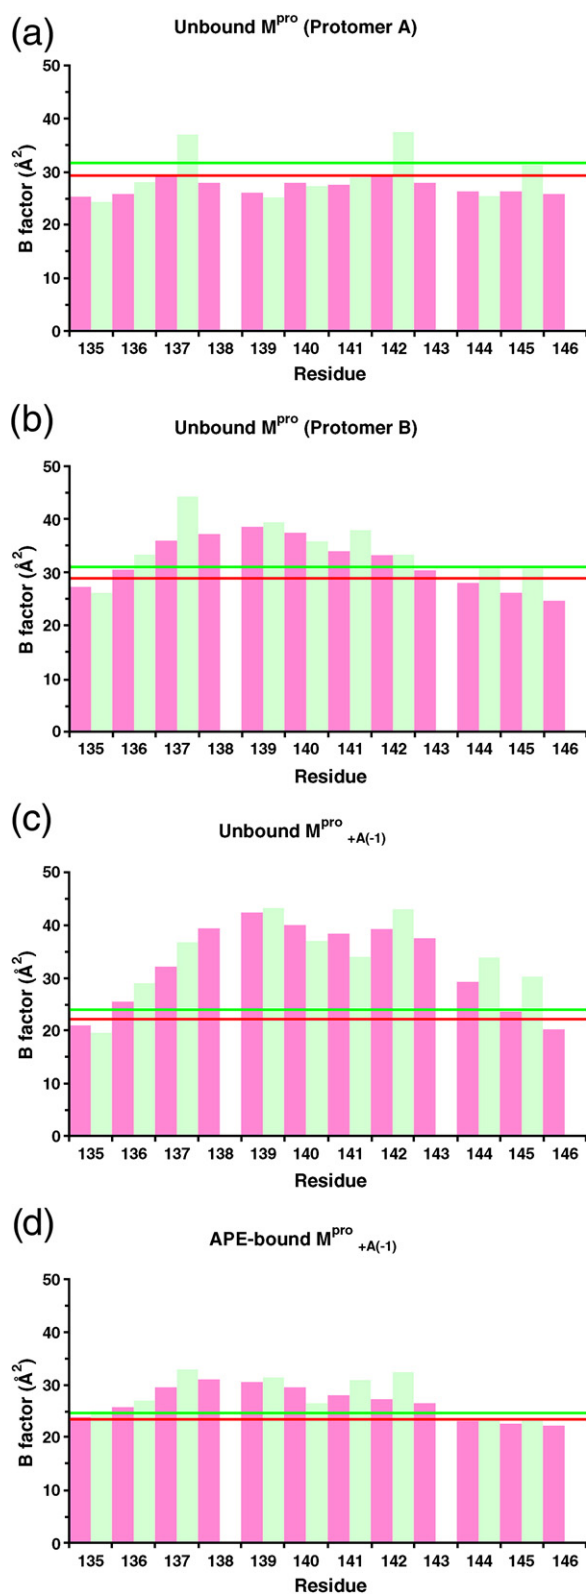 (a)
Unbound Mpro (Protomer A)
50
40
30
20
10
0
B factor (Å2)
135 136 137 138 139 140 141 142 143 144 145 146
Residue
(b)
Unbound Mpro (Protomer B)
50
40
30
20
10
0
B factor (Å2)
135 136 137 138 139 140 141 142 143 144 145 146
Residue
(c)
Unbound Mpro +A(-1)
50
40
30
20
10
0
B factor (Å2)
135 136 137 138 139 140 141 142 143 144 145 146
Residue
(d)
APE-bound Mpro +A(-1)
50
40
30
20
10
0
B factor (Å2)
135 136 137 138 139 140 141 142 143 144 145 146
Residue